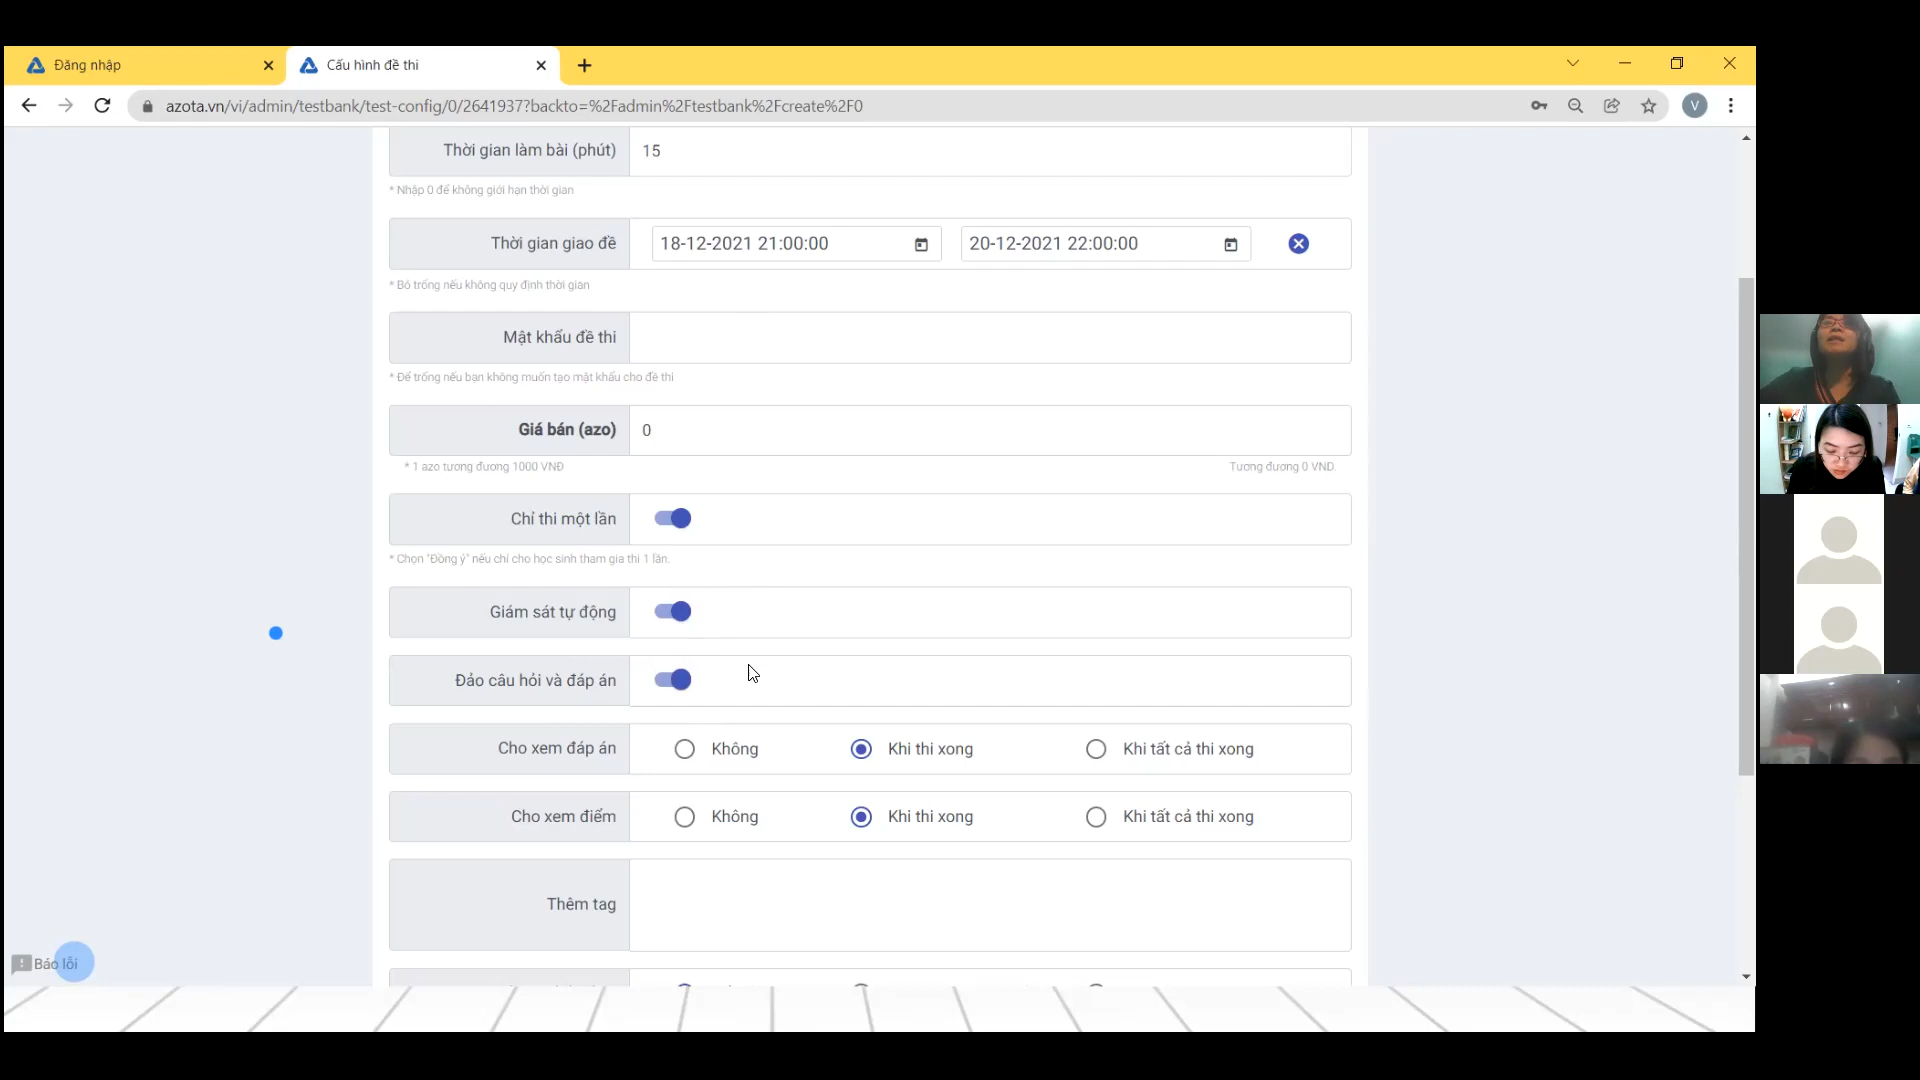 Đăng nhập
Cấu hình đề thi
azota.vn/vi/admin/testbank/test-config/0/2641937?backto=%2Fadmin%2Ftestbank%2Fcreate%2F0
V
Thời gian làm bài (phút)
15
* Nhập 0 để không giới hạn thời gian
Thời gian giao đề
18-12-2021 21:00:00
20-12-2021 22:00:00
* Bỏ trống nếu không quy định thời gian
Mật khẩu đề thi
* Để trống nếu bạn không muốn tạo mật khẩu cho đề thi
Giá bán (azo)
0
* 1 azo tương đương 1000 VNĐ
Tương đương 0 VND.
Chỉ thi một lần
* Chọn "Đồng ý" nếu chỉ cho học sinh tham gia thi 1 lần.
Giám sát tự động
Đảo câu hỏi và đáp án
Cho xem đáp án
Không
Khi thi xong
Khi tất cả thi xong
Cho xem điểm
Không
Khi thi xong
Khi tất cả thi xong
Thêm tag
Báo lỗi